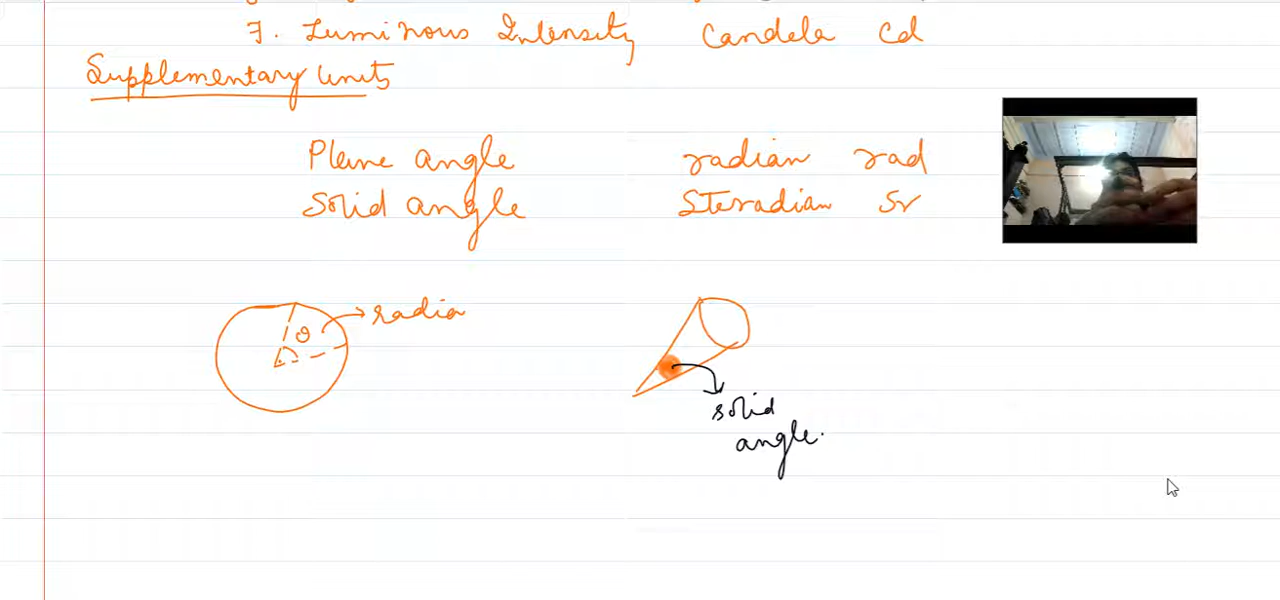 7. Luminous Intensity Candela Cd
Supplementary Units
Plane angle radian rad
Solid angle Steradian Sr
θ radia
solid
angle.